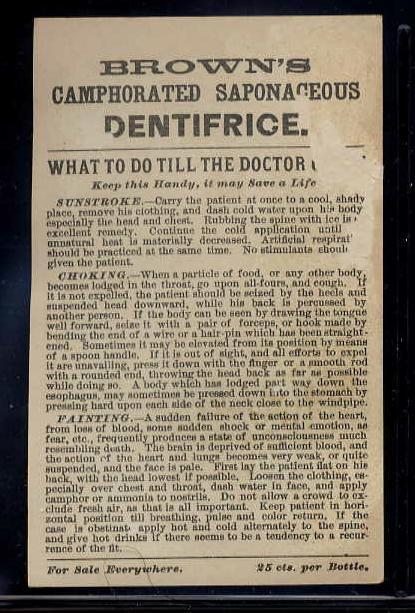 BROWN'S
CAMPHORATED SAPONACEOUS
DENTIFRICE.
WHAT TO DO TILL THE DOCTOR
Keep this Handy, it may Save a Life
SUNSTROKE.—Carry the patient at once to a cool, shady
place, remove his clothing, and dash cold water upon his body
especially the head and chest. Rubbing the spine with ice is
excellent remedy. Continue the cold application until
unnatural heat is materially decreased. Artificial respirat
should be practiced at the same time. No stimulants shoul
given the patient.
CHOKING.—When a particle of food, or any other body,
becomes lodged in the throat, go upon all-fours, and cough. If
it is not expelled, the patient should be seized by the heels and
suspended head downward, while his back is percussed by
another person. If the body can be seen by drawing the tongue
well forward, seize it with a pair of forceps, or hook made by
bending the end of a wire or a hair-pin which has been straight-
ened. Sometimes it may be elevated from its position by means
of a spoon handle. If it is out of sight, and all efforts to expel
it are unavailing, press it down with the finger or a smooth rod
with a rounded end, throwing the head back as far as possible
while doing so. A body which has lodged part way down the
esophagus, may sometimes be pressed down into the stomach by
pressing hard upon each side of the neck close to the windpipe.
FAINTING.—A sudden failure of the action of the heart,
from loss of blood, some sudden shock or mental emotion, as
fear, etc., frequently produces a state of unconsciousness much
resembling death. The brain is deprived of sufficient blood, and
the action of the heart and lungs becomes very weak, or quite
suspended, and the face is pale. First lay the patient flat on his
back, with the head lowest if possible. Loosen the clothing, es-
pecially over chest and throat, dash water in face, and apply
camphor or ammonia to nostrils. Do not allow a crowd to ex-
clude fresh air, as that is all important. Keep patient in hori-
zontal position till breathing, pulse and color return. If the
case is obstinate apply hot and cold alternately to the spine,
and give hot drinks if there seems to be a tendency to a recur-
rence of the fit.
For Sale Everywhere. 25 cts. per Bottle.